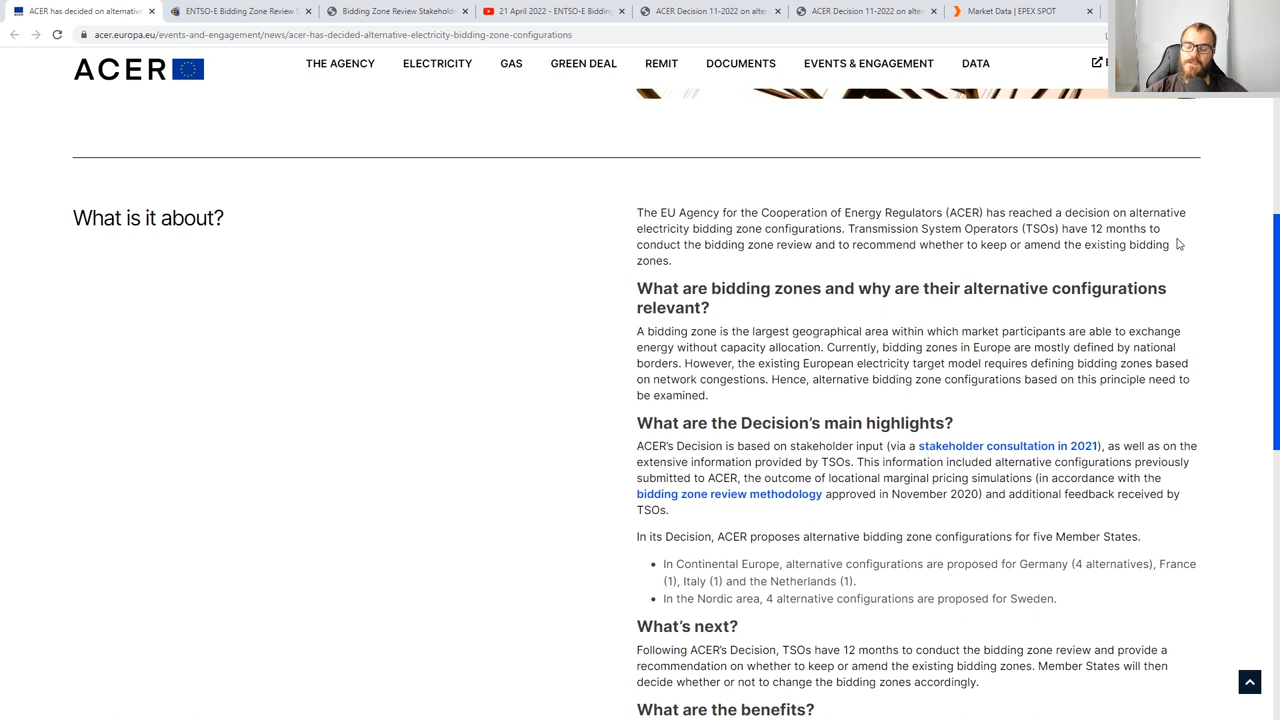 ACER has decided on alternative
ENTSO-E Bidding Zone Review S
Bidding Zone Review Stakehold
21 April 2022 - ENTSO-E Bidding
ACER Decision 11-2022 on alter
ACER Decision 11-2022 on alter
Market Data | EPEX SPOT
acer.europa.eu/events-and-engagement/news/acer-has-decided-alternative-electricity-bidding-zone-configurations
ACER
THE AGENCY
ELECTRICITY
GAS
GREEN DEAL
REMIT
DOCUMENTS
EVENTS & ENGAGEMENT
DATA
What is it about?
The EU Agency for the Cooperation of Energy Regulators (ACER) has reached a decision on alternative
electricity bidding zone configurations. Transmission System Operators (TSOs) have 12 months to
conduct the bidding zone review and to recommend whether to keep or amend the existing bidding
zones.
What are bidding zones and why are their alternative configurations
relevant?
A bidding zone is the largest geographical area within which market participants are able to exchange
energy without capacity allocation. Currently, bidding zones in Europe are mostly defined by national
borders. However, the existing European electricity target model requires defining bidding zones based
on network congestions. Hence, alternative bidding zone configurations based on this principle need to
be examined.
What are the Decision's main highlights?
ACER's Decision is based on stakeholder input (via a stakeholder consultation in 2021), as well as on the
extensive information provided by TSOs. This information included alternative configurations previously
submitted to ACER, the outcome of locational marginal pricing simulations (in accordance with the
bidding zone review methodology approved in November 2020) and additional feedback received by
TSOs.
In its Decision, ACER proposes alternative bidding zone configurations for five Member States.
• In Continental Europe, alternative configurations are proposed for Germany (4 alternatives), France
(1), Italy (1) and the Netherlands (1).
• In the Nordic area, 4 alternative configurations are proposed for Sweden.
What's next?
Following ACER's Decision, TSOs have 12 months to conduct the bidding zone review and provide a
recommendation on whether to keep or amend the existing bidding zones. Member States will then
decide whether or not to change the bidding zones accordingly.
What are the benefits?